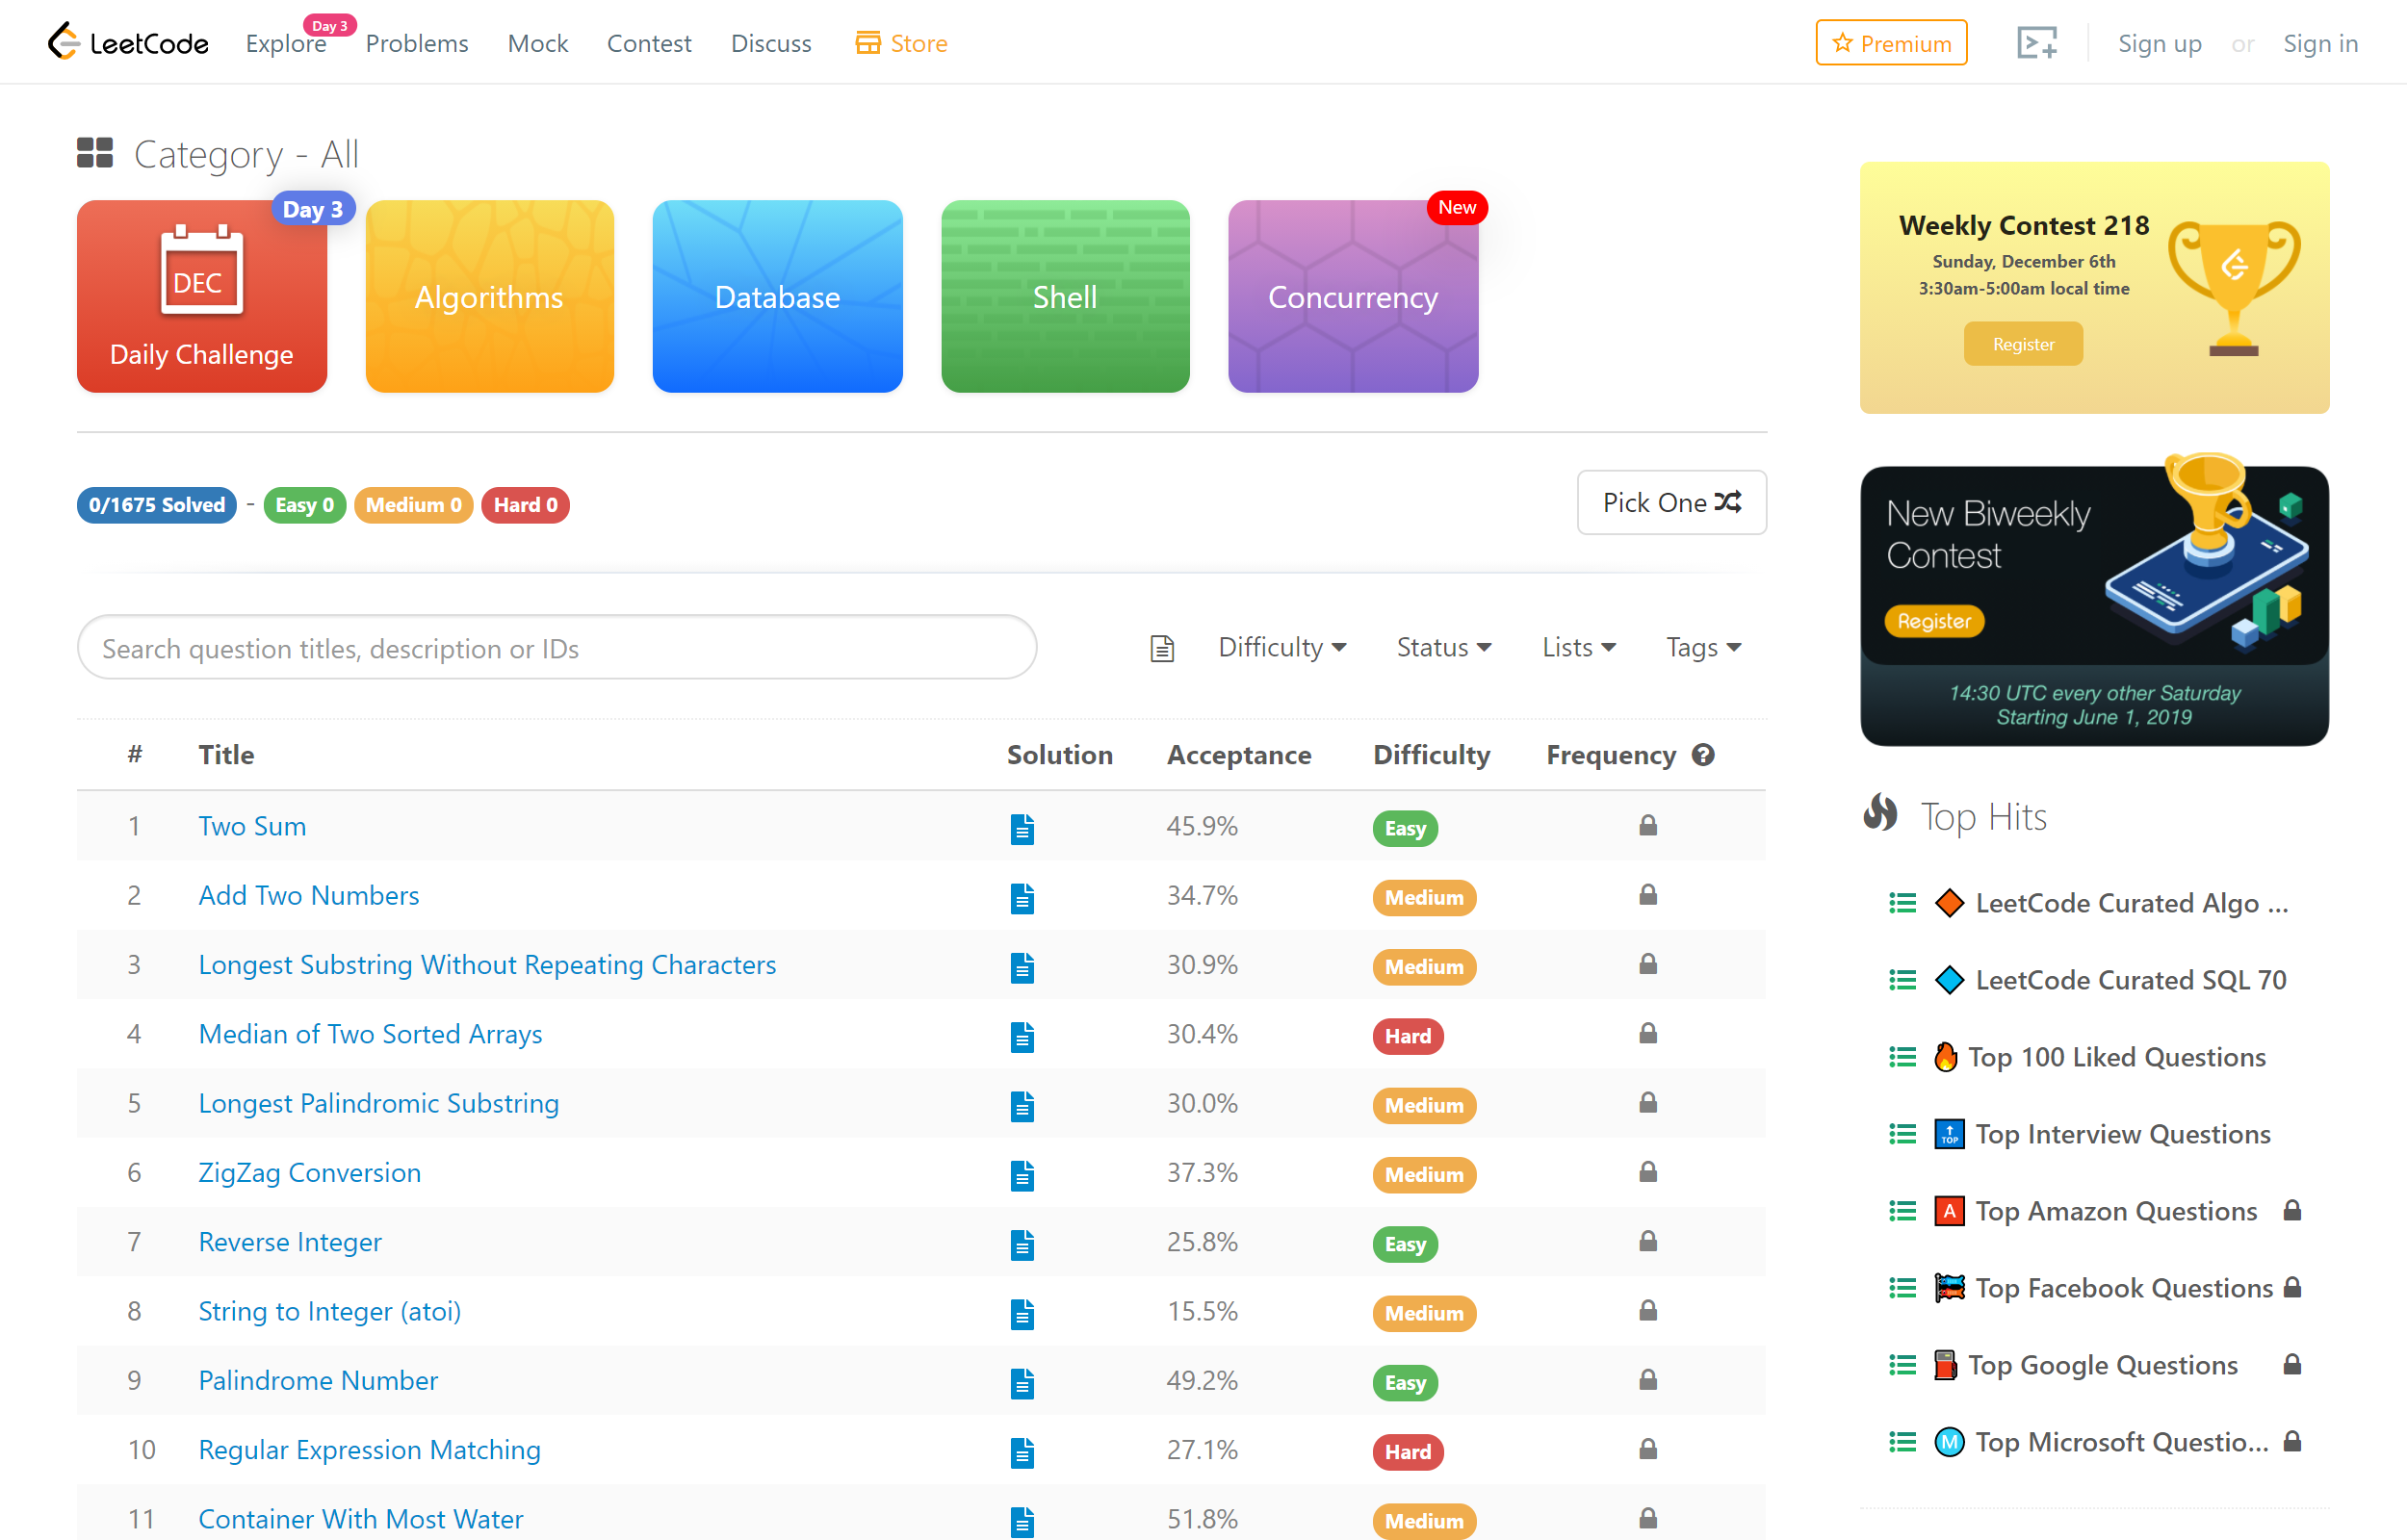 LeetCode Explore Day 3 Problems Mock Contest Discuss Store Premium Sign up or Sign in
Category - All
Day 3
DEC
Daily Challenge
Algorithms
Database
Shell
New
Concurrency
0/1675 Solved - Easy 0 Medium 0 Hard 0
Pick One
Search question titles, description or IDs
Difficulty Status Lists Tags
# Title Solution Acceptance Difficulty Frequency ?
1 Two Sum 45.9% Easy
2 Add Two Numbers 34.7% Medium
3 Longest Substring Without Repeating Characters 30.9% Medium
4 Median of Two Sorted Arrays 30.4% Hard
5 Longest Palindromic Substring 30.0% Medium
6 ZigZag Conversion 37.3% Medium
7 Reverse Integer 25.8% Easy
8 String to Integer (atoi) 15.5% Medium
9 Palindrome Number 49.2% Easy
10 Regular Expression Matching 27.1% Hard
11 Container With Most Water 51.8% Medium
Weekly Contest 218
Sunday, December 6th
3:30am-5:00am local time
Register
New Biweekly
Contest
Register
14:30 UTC every other Saturday
Starting June 1, 2019
Top Hits
LeetCode Curated Algo ...
LeetCode Curated SQL 70
Top 100 Liked Questions
TOP Top Interview Questions
A Top Amazon Questions
Top Facebook Questions
Top Google Questions
M Top Microsoft Questio...